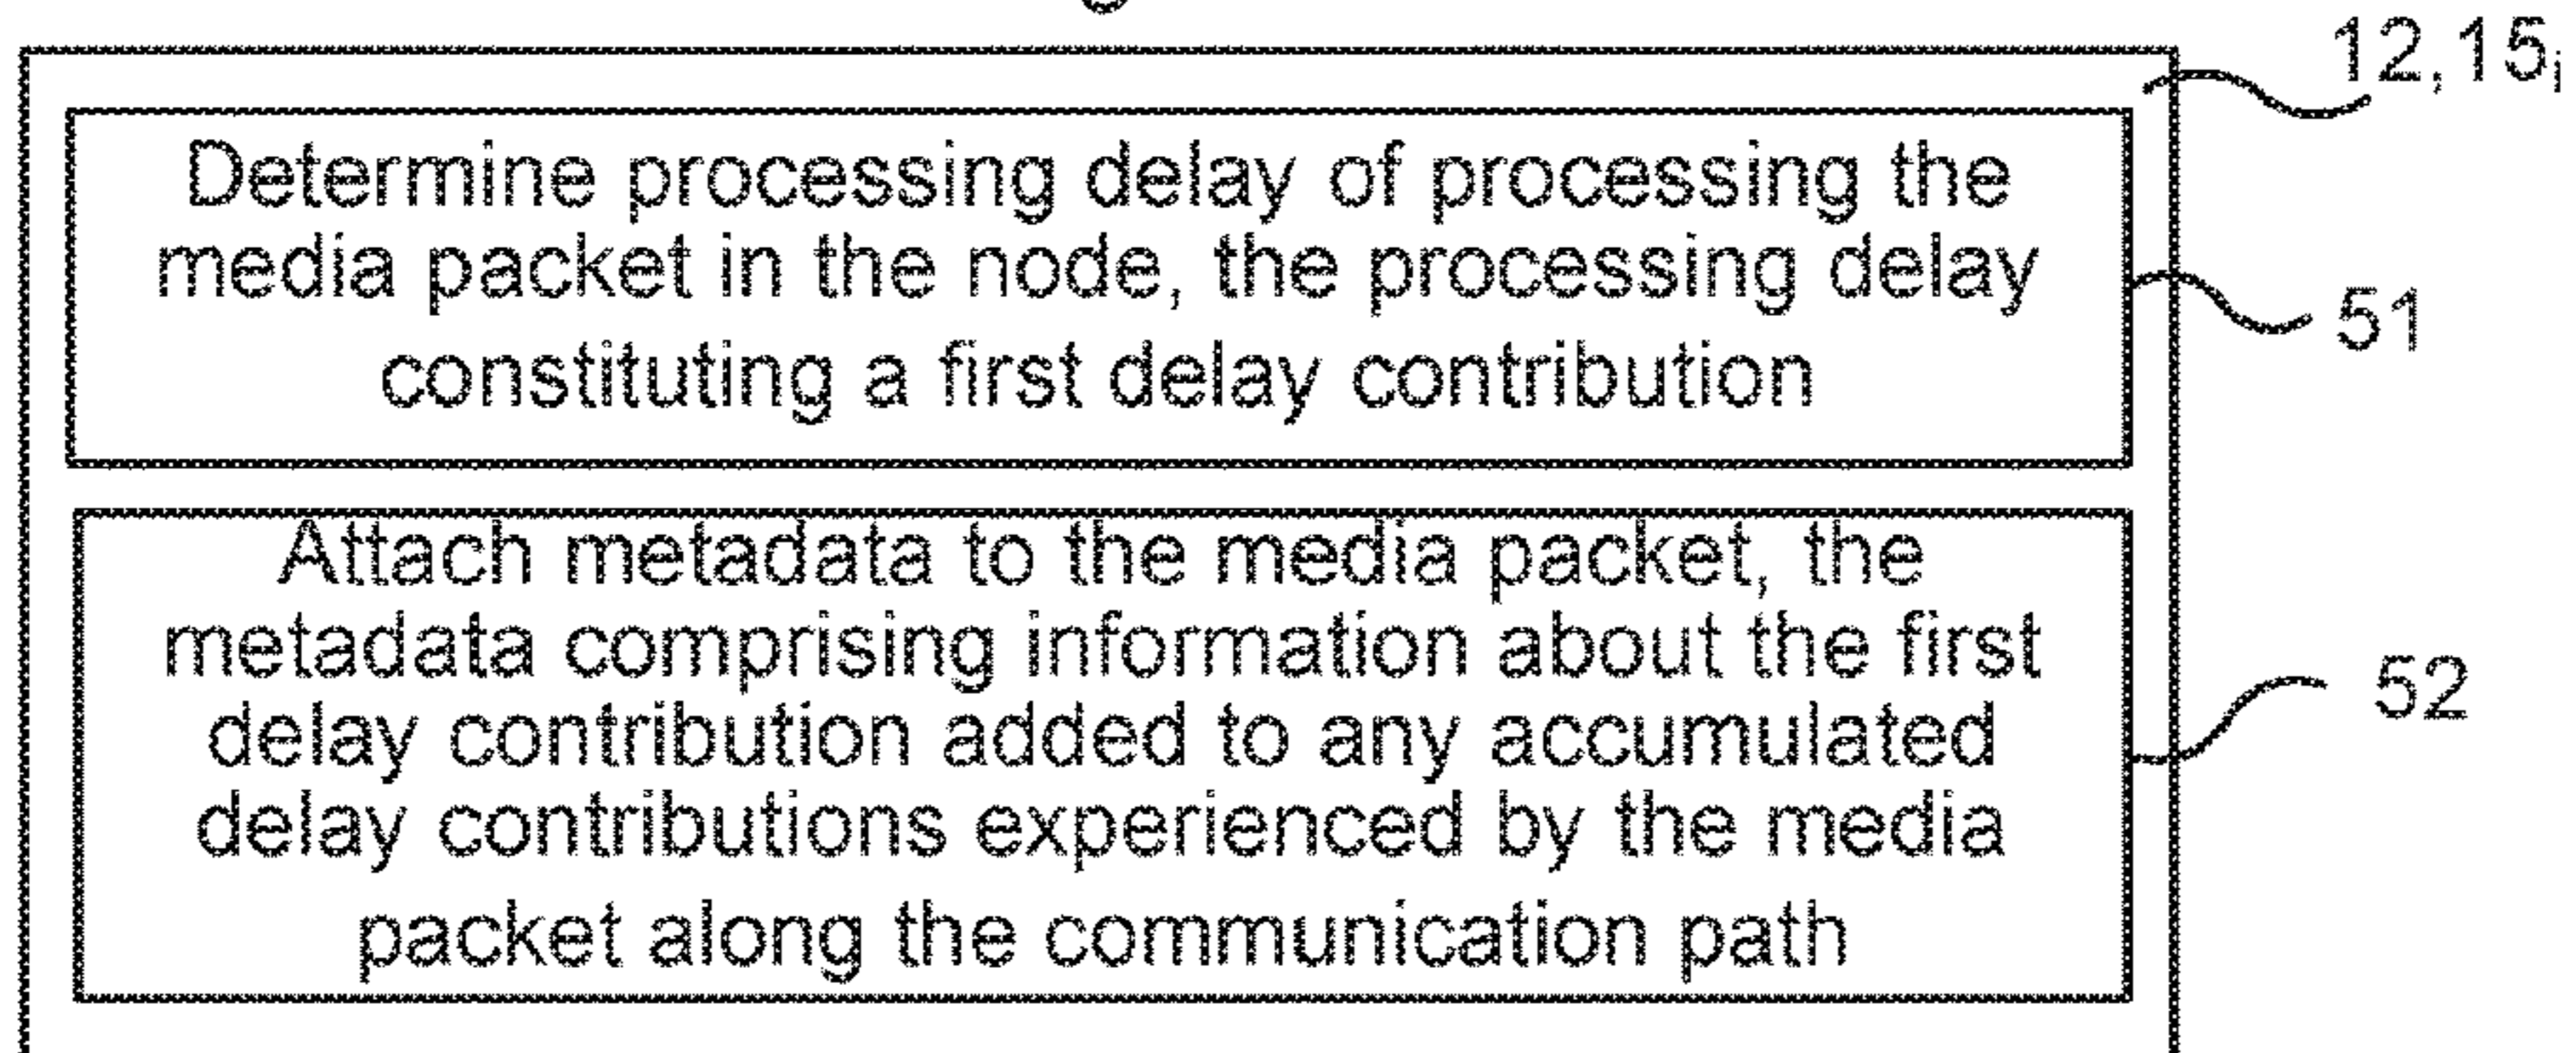 12,15i
Determine processing delay of processing the
media packet in the node, the processing delay
constituting a first delay contribution
51
Attach metadata to the media packet, the
metadata comprising information about the first
delay contribution added to any accumulated
delay contributions experienced by the media
packet along the communication path
52